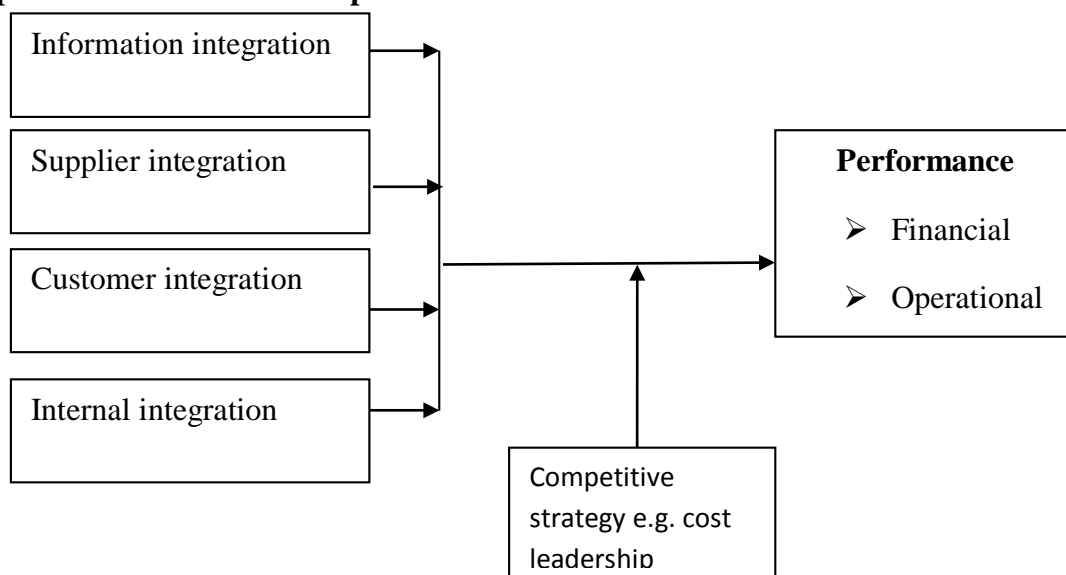 Information integration
Supplier integration
Customer integration
Internal integration
Performance
➢ Financial
➢ Operational
Competitive
strategy e.g. cost
leadership